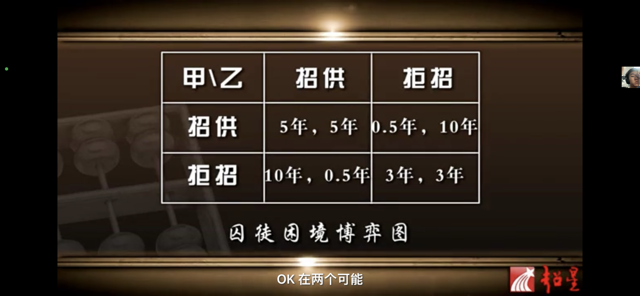 甲\乙 招供 拒招
招供 5年，5年 0.5年，10年
拒招 10年，0.5年 3年，3年
囚徒困境博弈图
OK 在两个可能
超星